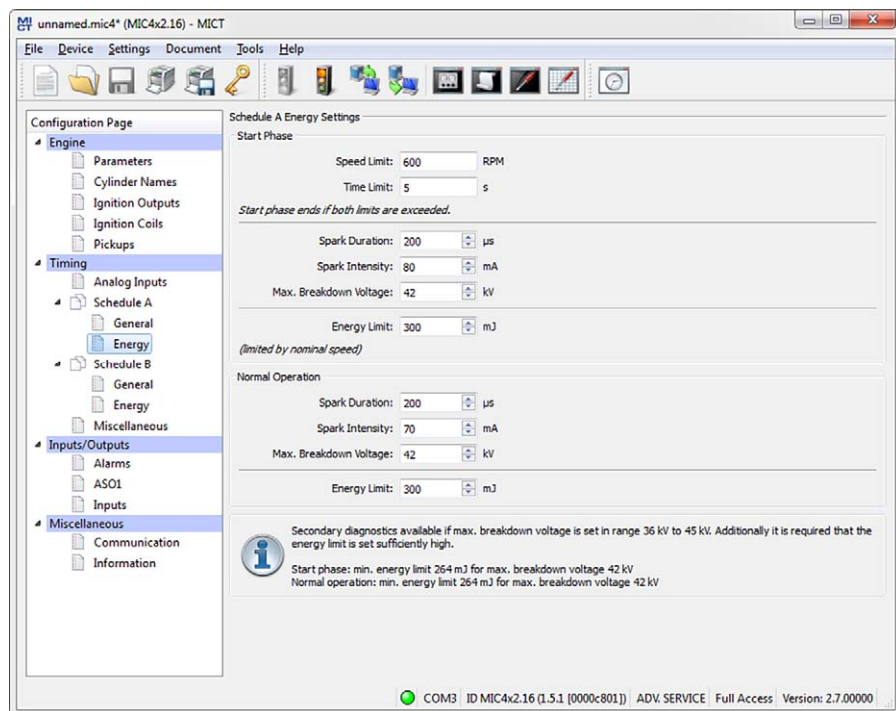 MICT unnamed.mic4* (MIC4x2.16) - MICT
File Device Settings Document Tools Help
Configuration Page
Engine
Parameters
Cylinder Names
Ignition Outputs
Ignition Coils
Pickups
Timing
Analog Inputs
Schedule A
General
Energy
Schedule B
General
Energy
Miscellaneous
Inputs/Outputs
Alarms
ASO1
Inputs
Miscellaneous
Communication
Information
Schedule A Energy Settings
Start Phase
Speed Limit: 600 RPM
Time Limit: 5 s
Start phase ends if both limits are exceeded.
Spark Duration: 200 µs
Spark Intensity: 80 mA
Max. Breakdown Voltage: 42 kV
Energy Limit: 300 mJ
(limited by nominal speed)
Normal Operation
Spark Duration: 200 µs
Spark Intensity: 70 mA
Max. Breakdown Voltage: 42 kV
Energy Limit: 300 mJ
Secondary diagnostics available if max. breakdown voltage is set in range 36 kV to 45 kV. Additionally it is required that the
energy limit is set sufficiently high.
Start phase: min. energy limit 264 mJ for max. breakdown voltage 42 kV
Normal operation: min. energy limit 264 mJ for max. breakdown voltage 42 kV
COM3 ID MIC4x2.16 (1.5.1 [0000c801]) ADV. SERVICE Full Access Version: 2.7.00000